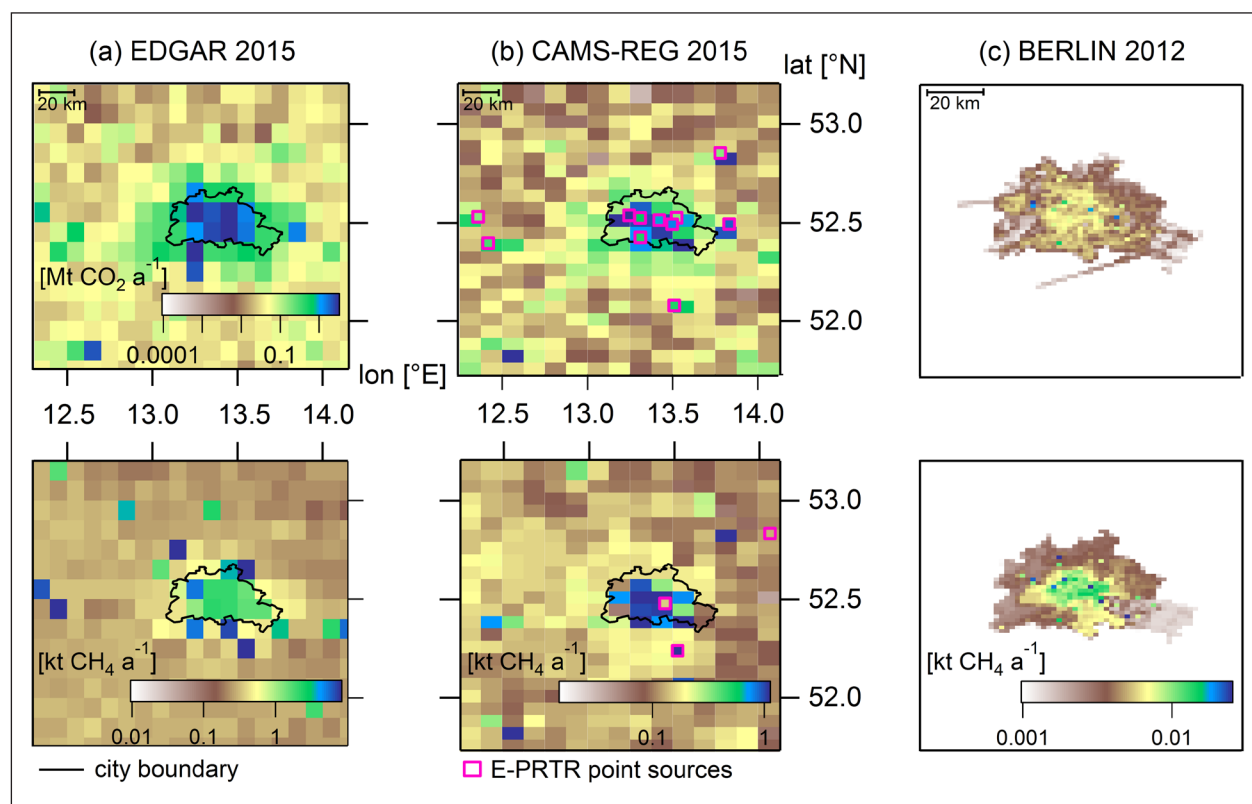 (a) EDGAR 2015
(b) CAMS-REG 2015
(c) BERLIN 2012
lat [°N]
20 km
20 km
20 km
53.0
52.5
52.0
[Mt CO₂ a⁻¹]
0.0001 0.1
lon [°E]
12.5 13.0 13.5 14.0
12.5 13.0 13.5 14.0
53.0
52.5
52.0
[kt CH₄ a⁻¹]
0.01 0.1 1
[kt CH₄ a⁻¹]
0.1 1
[kt CH₄ a⁻¹]
0.001 0.01
city boundary
E-PRTR point sources